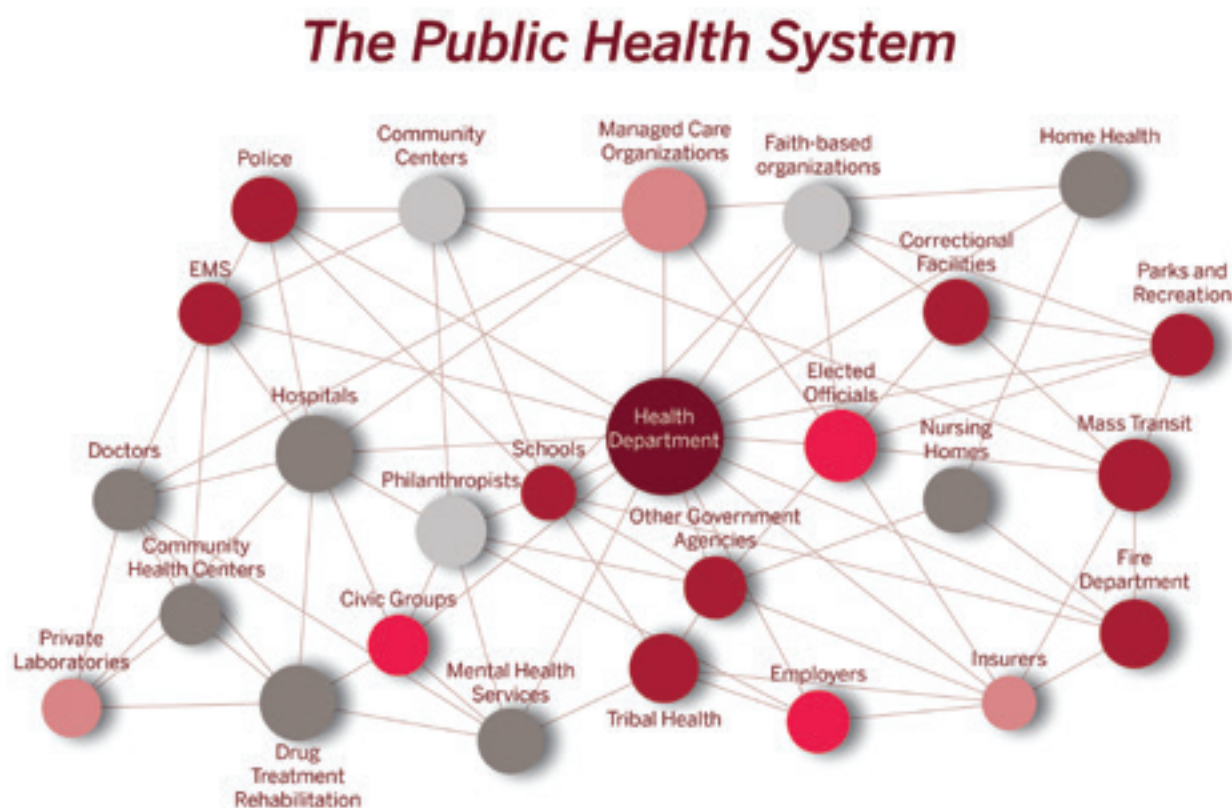 The Public Health System
Police
Community
Centers
Managed Care
Organizations
Faith-based
organizations
Home Health
EMS
Correctional
Facilities
Parks and
Recreation
Hospitals
Health
Department
Elected
Officials
Doctors
Schools
Nursing
Homes
Mass Transit
Philanthropists
Other Government
Agencies
Community
Health Centers
Fire
Department
Civic Groups
Private
Laboratories
Mental Health
Services
Tribal Health
Employers
Insurers
Drug
Treatment
Rehabilitation